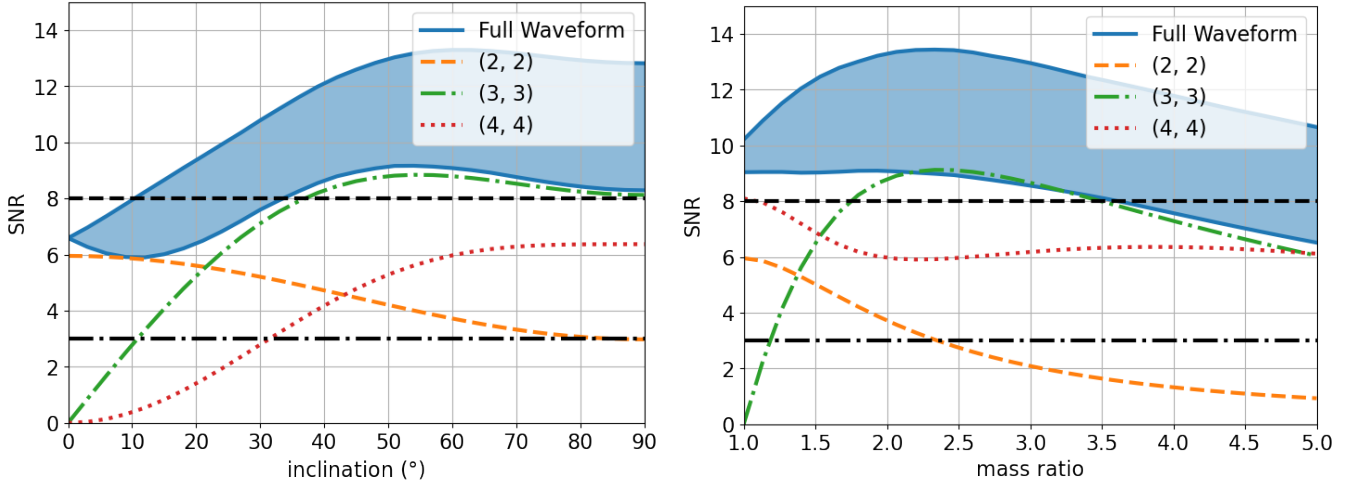 14
12
10
8
6
4
2
0
SNR
Full Waveform
(2, 2)
(3, 3)
(4, 4)
0 10 20 30 40 50 60 70 80 90
inclination (°)
14
12
10
8
6
4
2
0
SNR
Full Waveform
(2, 2)
(3, 3)
(4, 4)
1.0 1.5 2.0 2.5 3.0 3.5 4.0 4.5 5.0
mass ratio